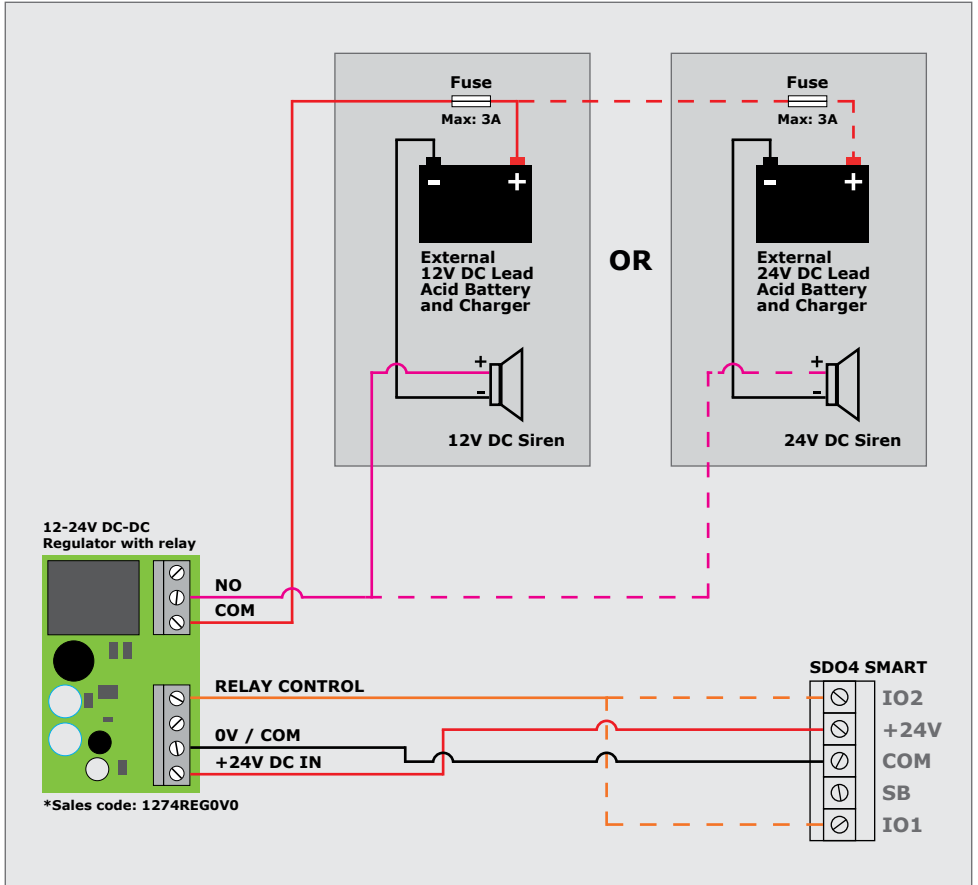 Fuse
Max: 3A
-
+
External
12V DC Lead
Acid Battery
and Charger
+
-
12V DC Siren
OR
Fuse
Max: 3A
-
+
External
24V DC Lead
Acid Battery
and Charger
+
-
24V DC Siren
12-24V DC-DC
Regulator with relay
NO
COM
RELAY CONTROL
0V / COM
+24V DC IN
*Sales code: 1274REG0V0
SDO4 SMART
IO2
+24V
COM
SB
IO1